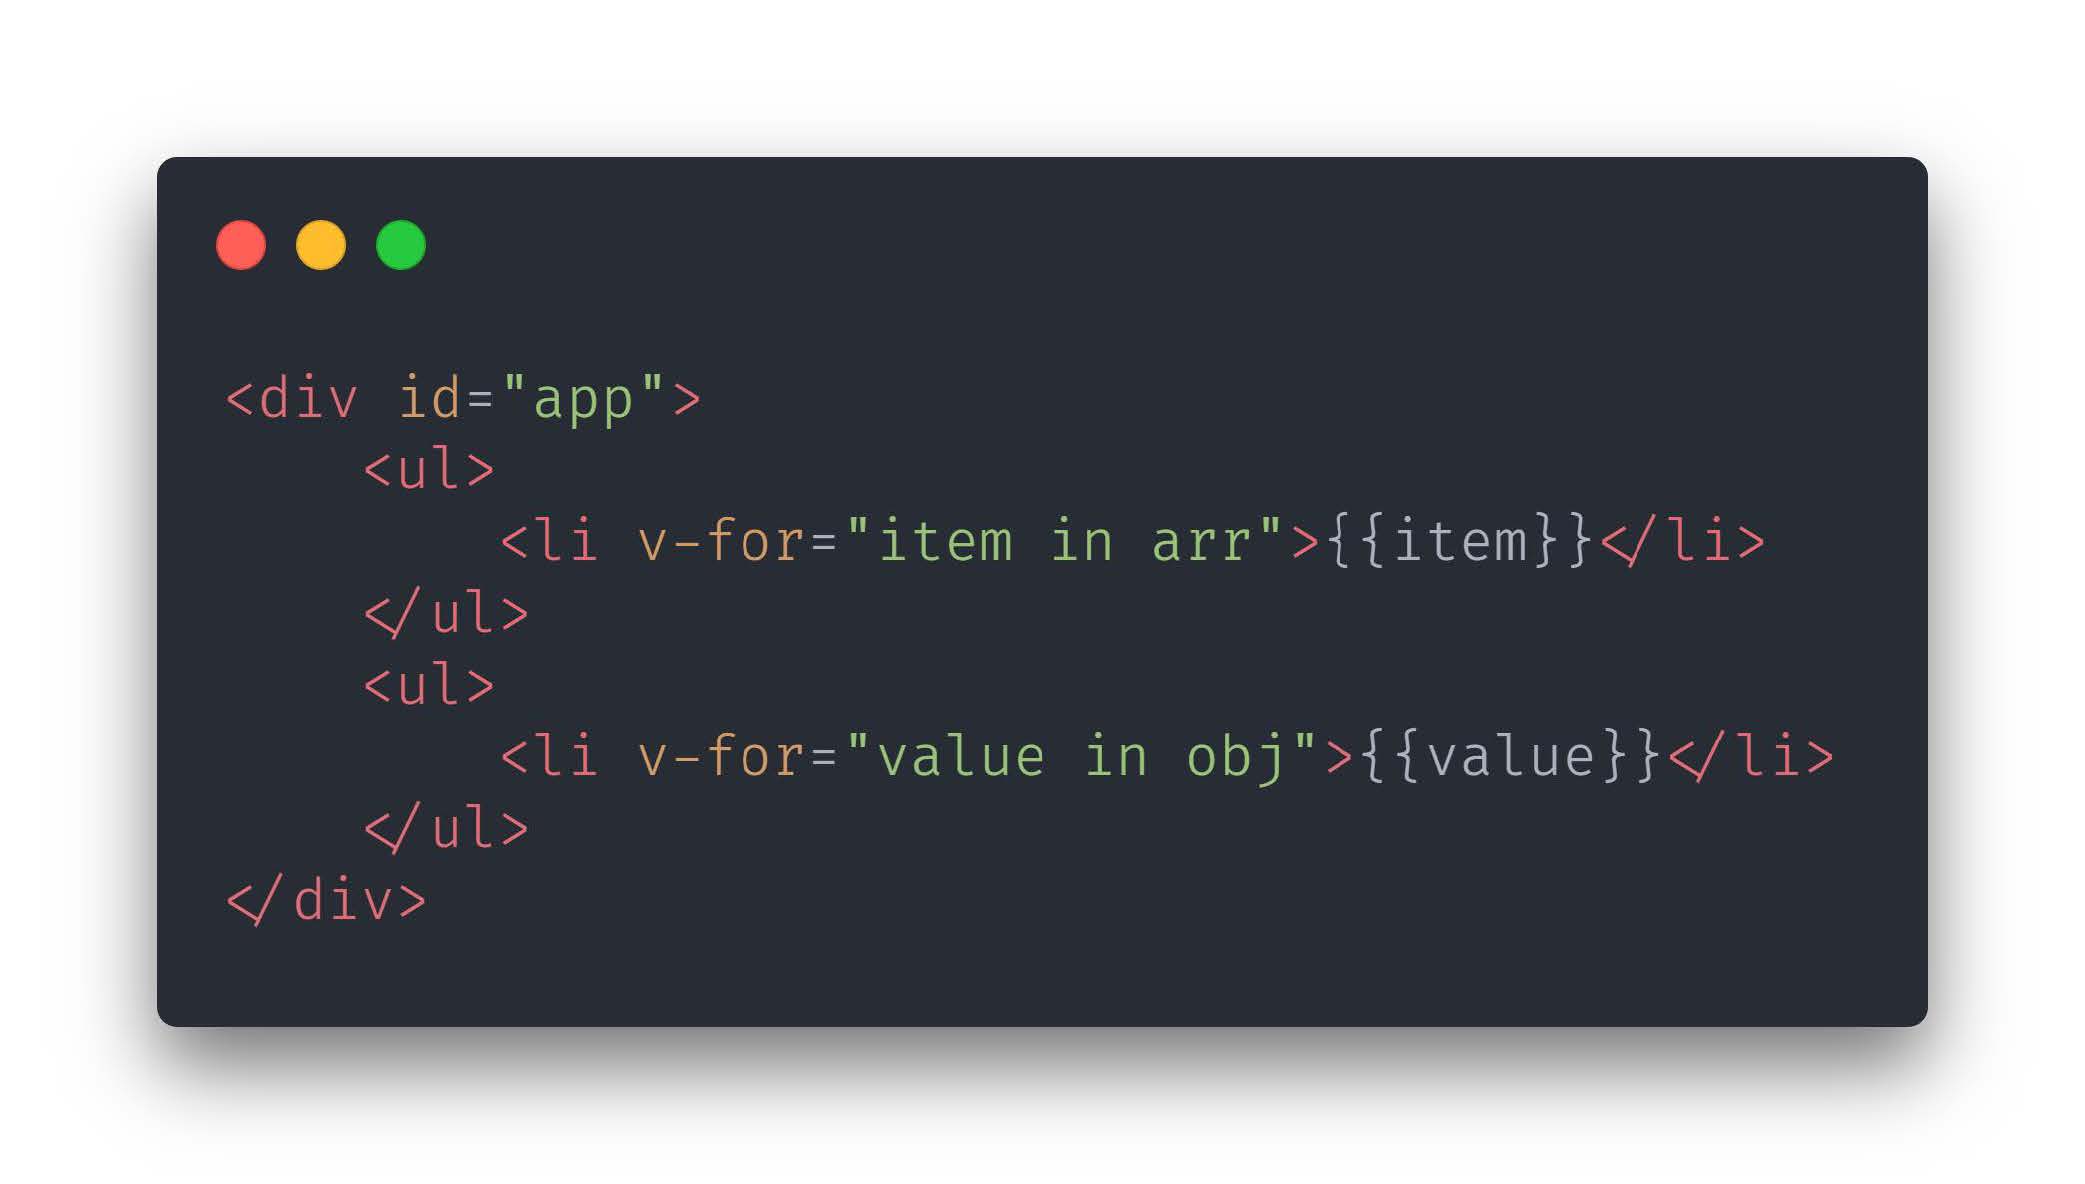 <div id="app">
    <ul>
        <li v-for="item in arr">{{item}}</li>
    </ul>
    <ul>
        <li v-for="value in obj">{{value}}</li>
    </ul>
</div>